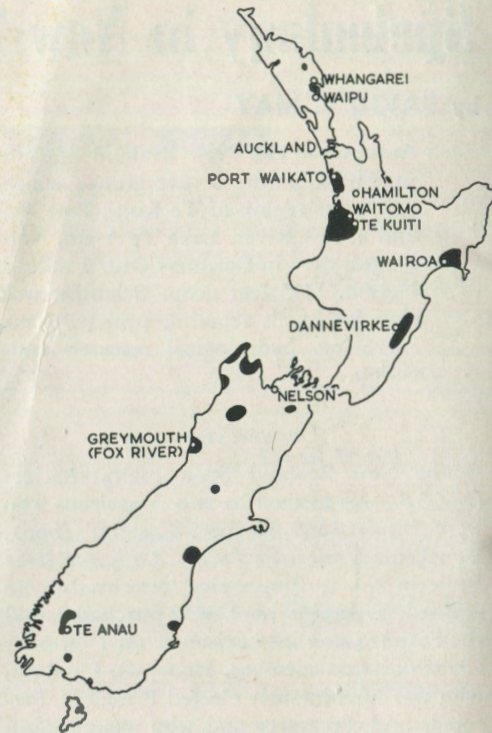 WHANGAREI
WAIPU
AUCKLAND
PORT WAIKATO
HAMILTON
WAITOMO
TE KUITI
WAIROA
DANNEVIRKE
NELSON
GREYMOUTH
(FOX RIVER)
TE ANAU